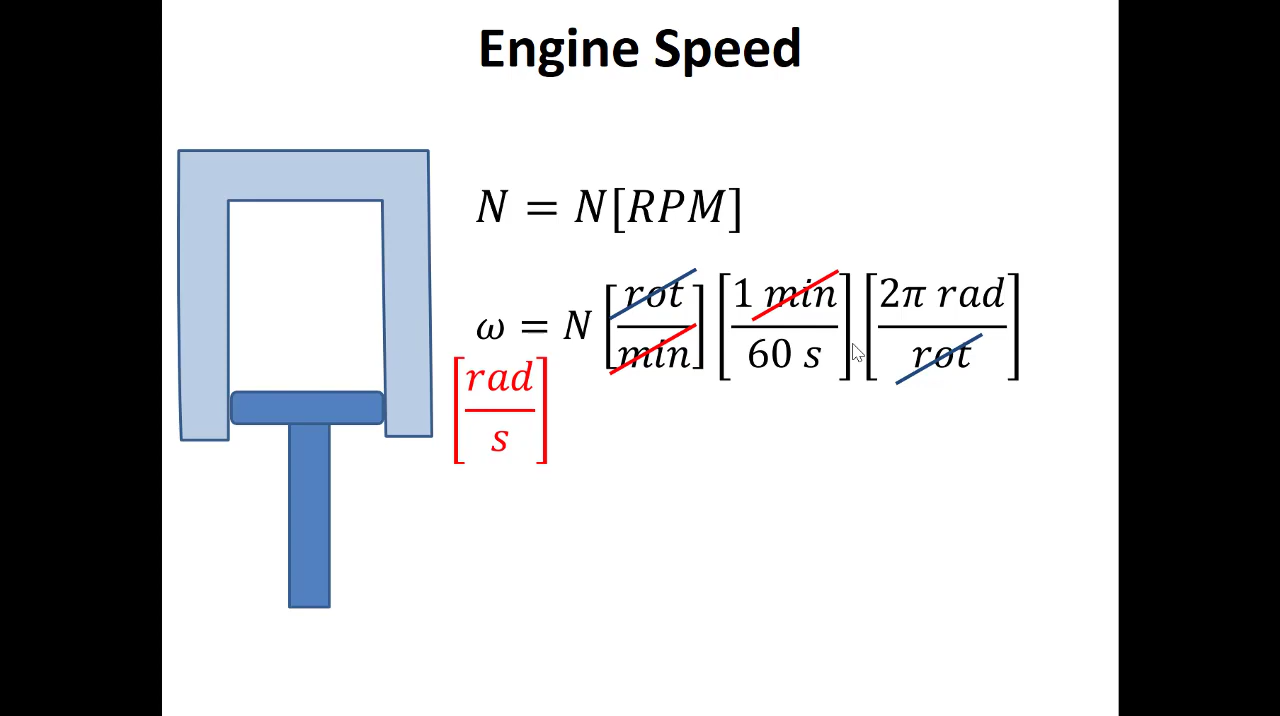 Engine Speed
N = N[RPM]
ω = N [rot/min] [1 min/60 s] [2π rad/rot]
[rad/s]